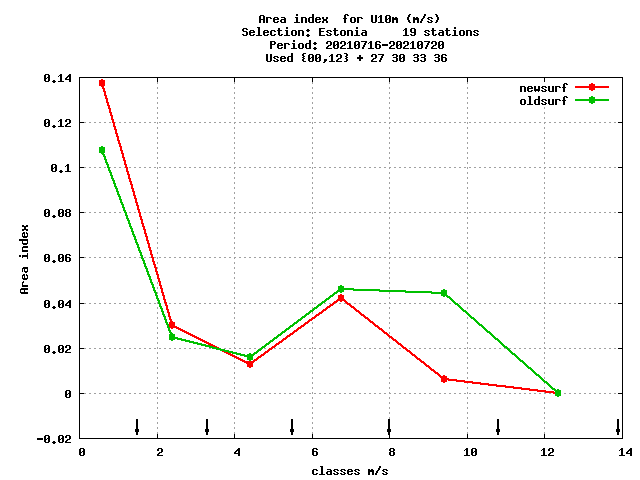 Area index  for U10m (m/s)
Selection: Estonia     19 stations
Period: 20210716-20210720
Used {00,12} + 27 30 33 36
newsurf
oldsurf
0.14
0.12
0.1
0.08
0.06
0.04
0.02
0
-0.02
Area index
0 2 4 6 8 10 12 14
classes m/s